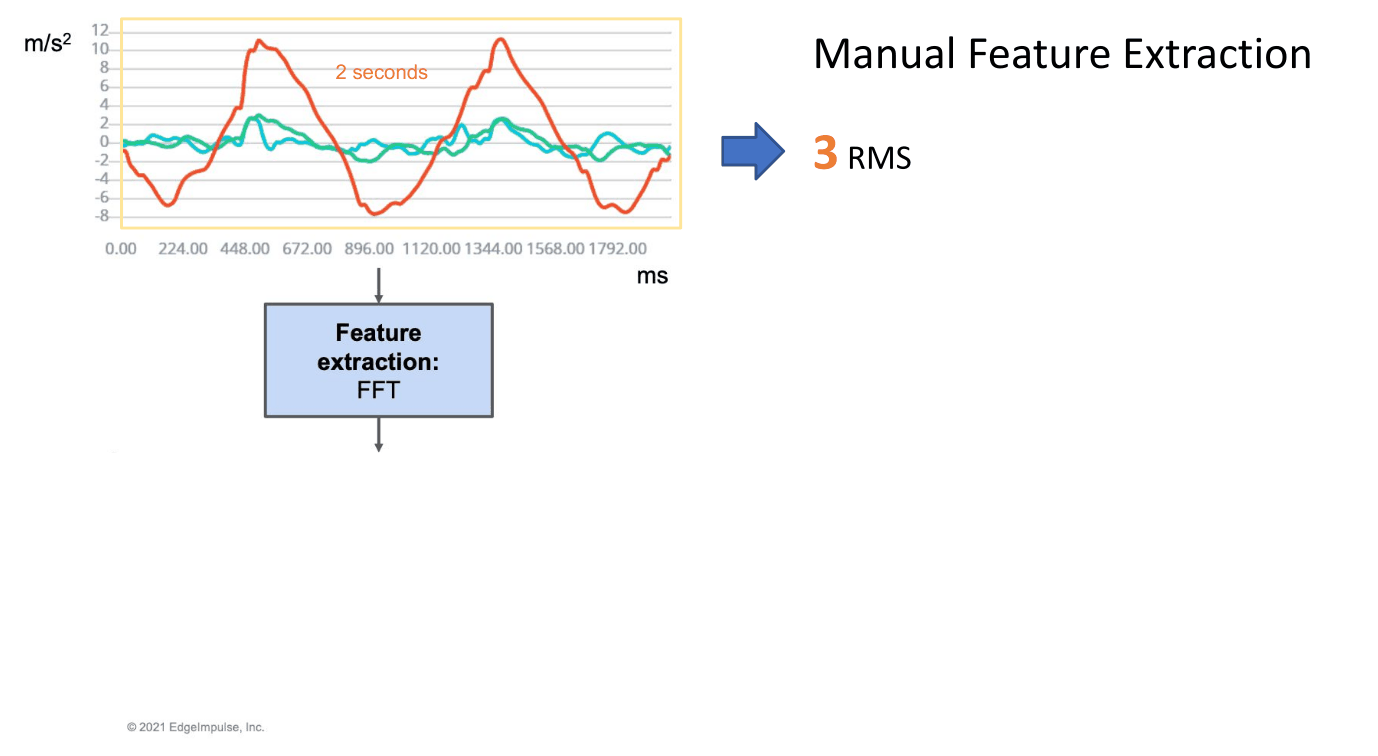 Manual Feature Extraction
m/s²
12
10
8
6
4
2
0
-2
-4
-6
-8
2 seconds
3 RMS
0.00 224.00 448.00 672.00 896.00 1120.00 1344.00 1568.00 1792.00
ms
Feature
extraction:
FFT
© 2021 EdgeImpulse, Inc.